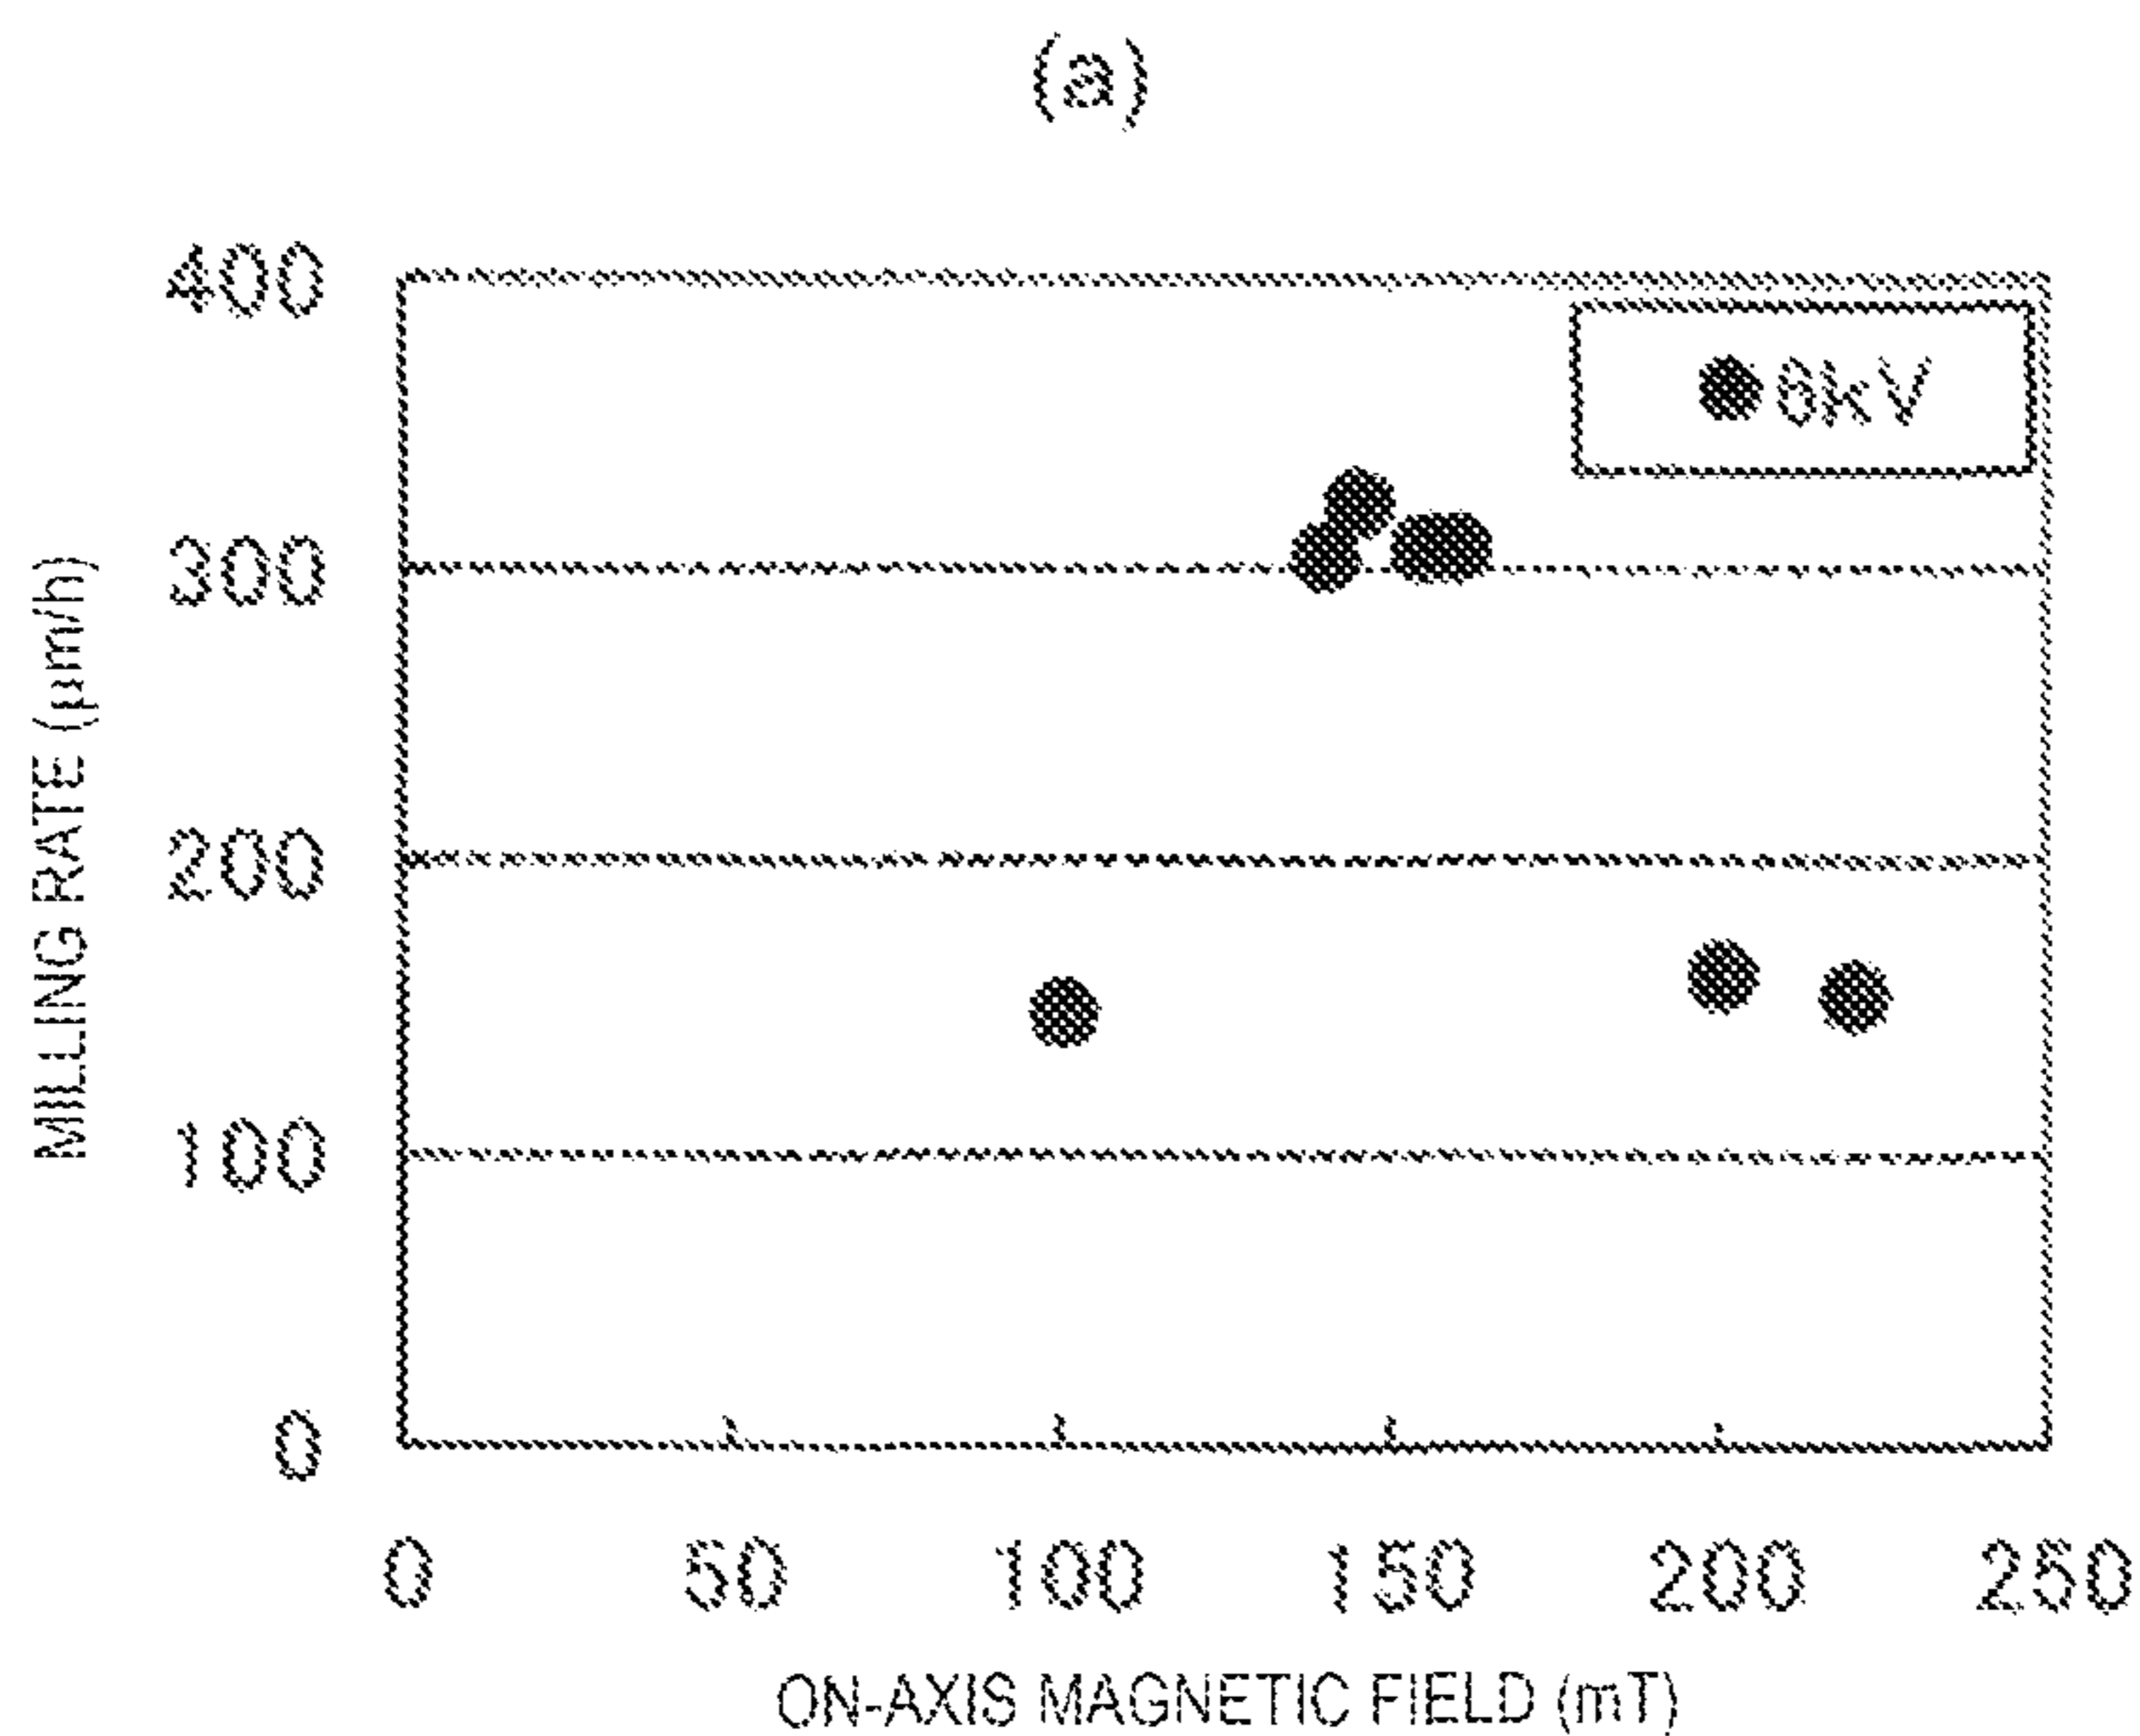 (a)
400
300
200
100
0
MILLING RATE (μm/h)
6kV
0
50
100
150
200
250
ON-AXIS MAGNETIC FIELD (mT)